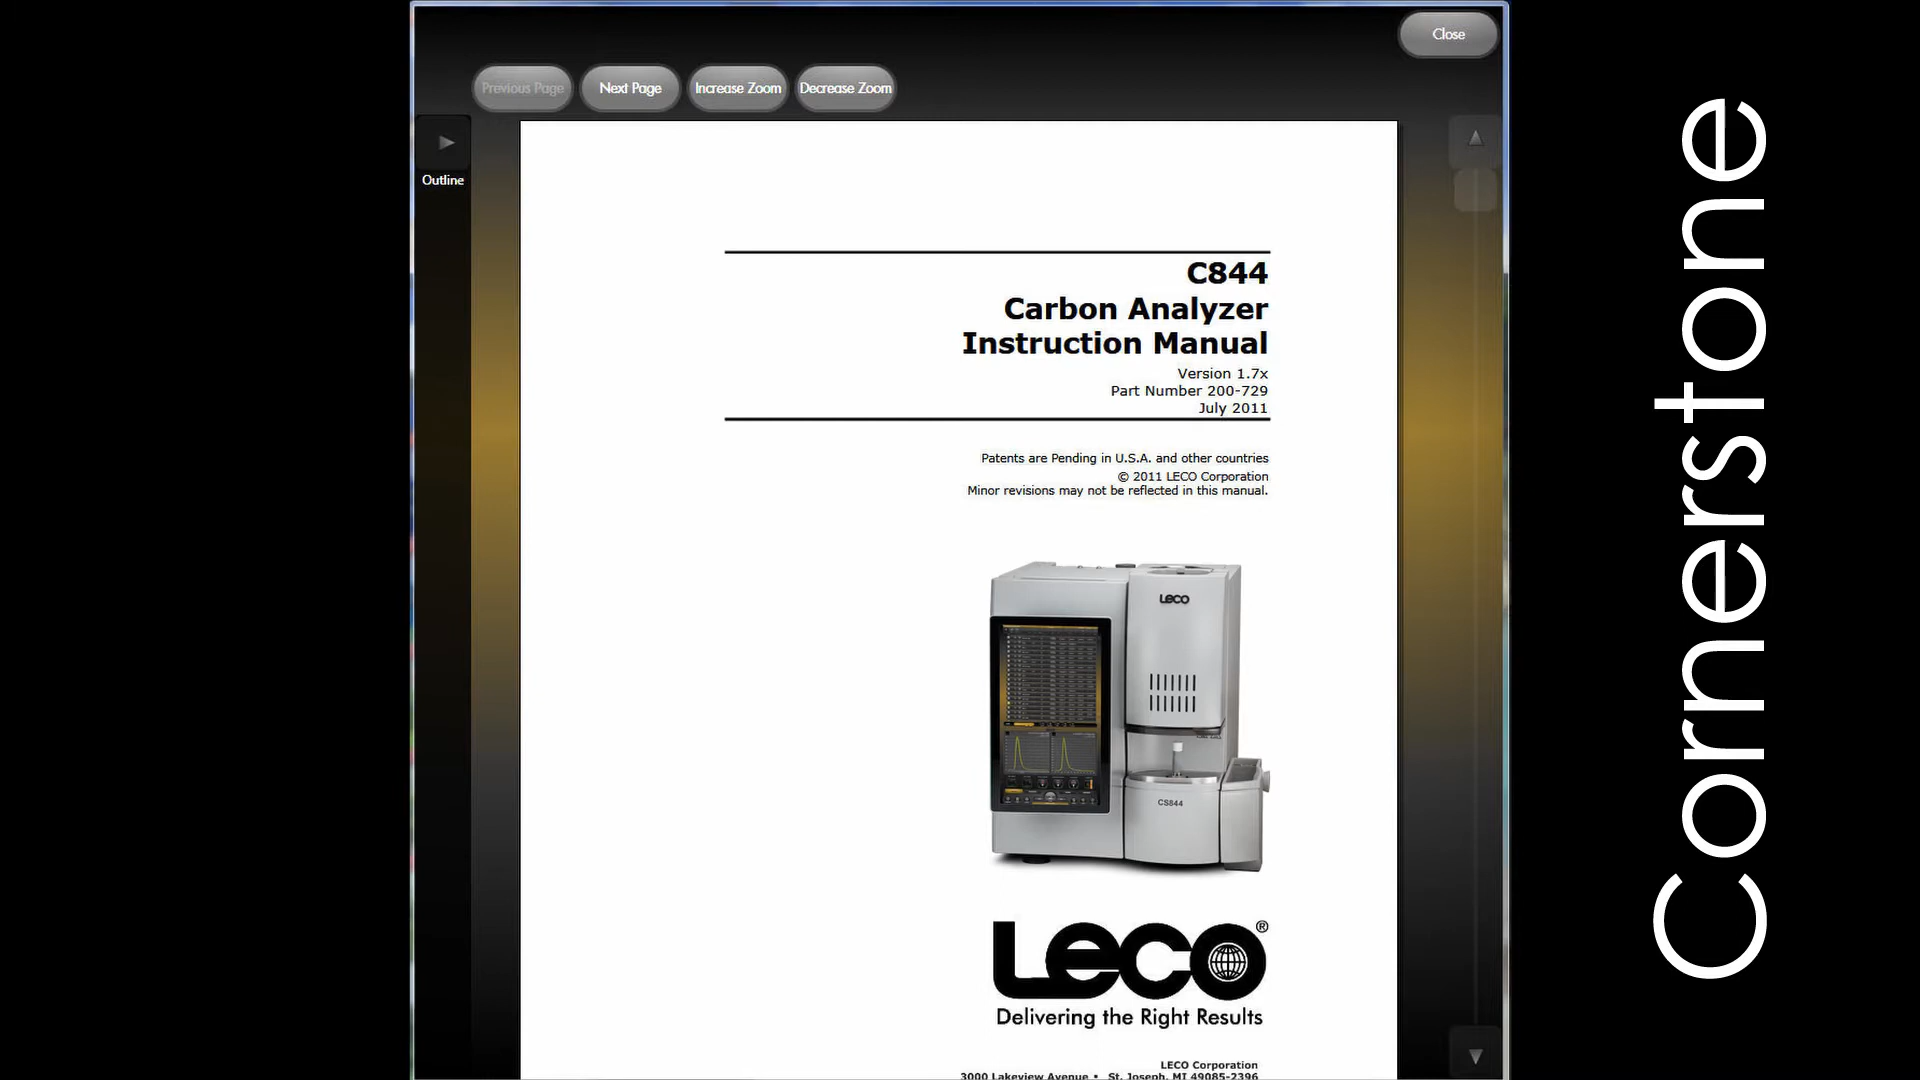 Close
Previous Page Next Page Increase Zoom Decrease Zoom
Outline
C844
Carbon Analyzer
Instruction Manual
Version 1.7x
Part Number 200-729
July 2011
Patents are Pending in U.S.A. and other countries
© 2011 LECO Corporation
Minor revisions may not be reflected in this manual.
LECO
CS844
LECO®
Delivering the Right Results
LECO Corporation
3000 Lakeview Avenue • St. Joseph, MI 49085-2396
Cornerstone